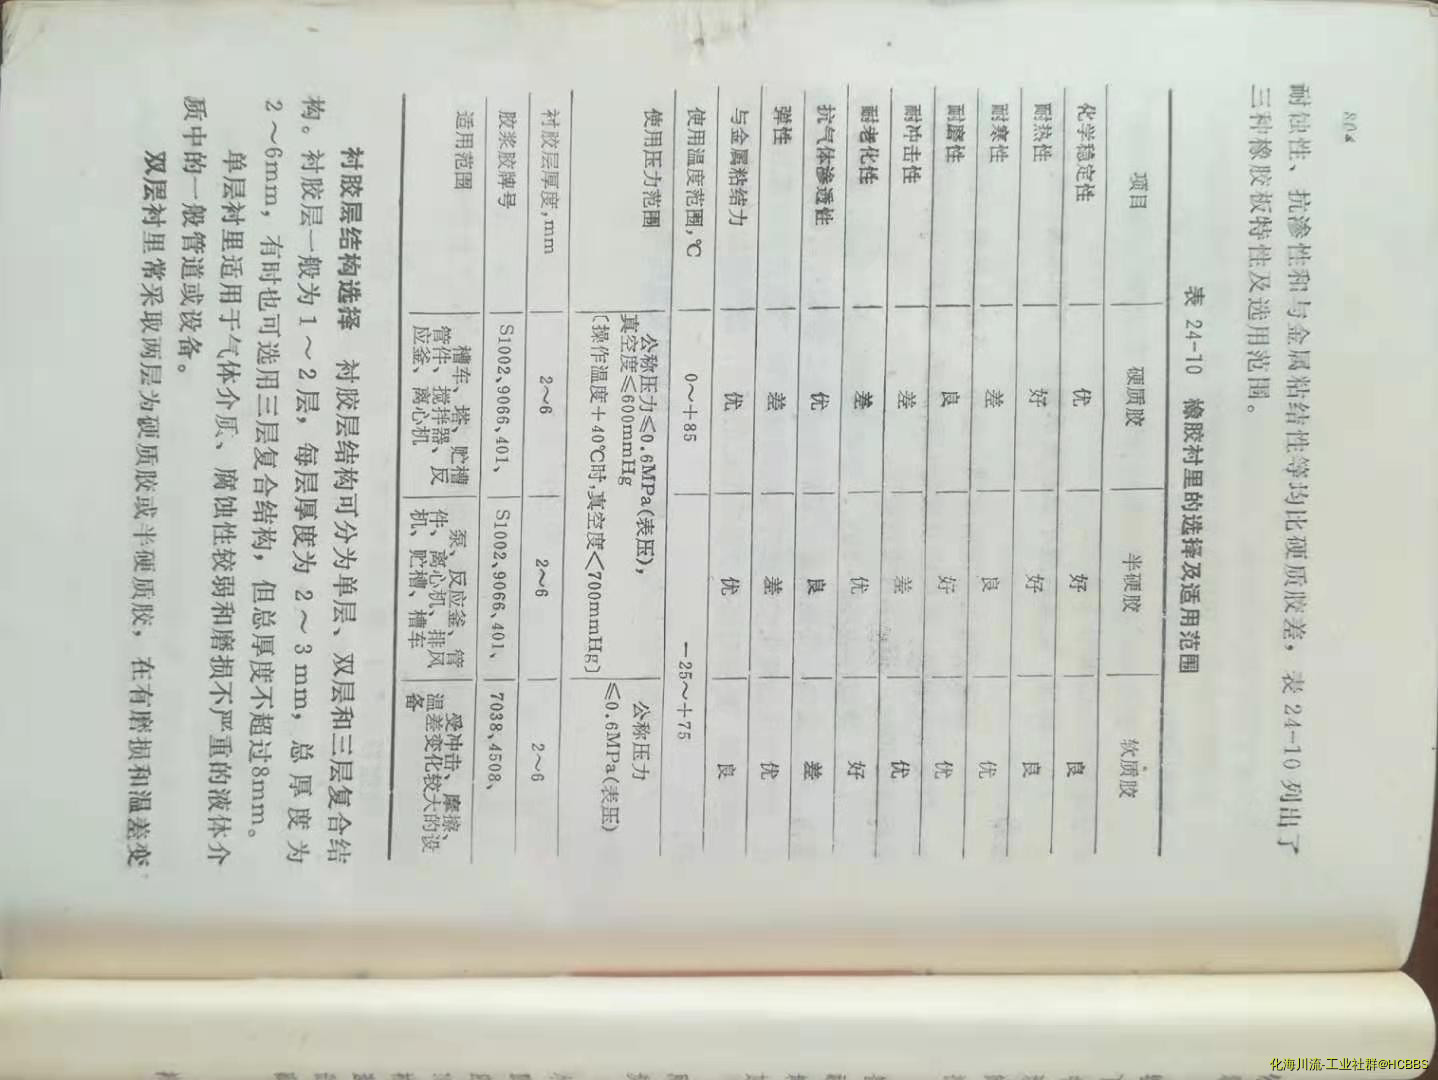 804
耐蚀性、抗渗性和与金属粘结性等均比硬质胶差，表 24-10 列出了
三种橡胶板特性及选用范围。
表 24-10 橡胶衬里的选择及适用范围
项目 硬质胶 半硬胶 软质胶
化学稳定性 优 好 良
耐热性 好 好 良
耐寒性 差 良 优
耐磨性 良 好 优
耐冲击性 差 差 优
耐老化性 差 优 好
抗气体渗透性 优 良 差
弹性 差 差 优
与金属粘结力 优 优 良
使用温度范围，℃ 0～+85 −25～+75
使用压力范围 公称压力≤0.6MPa(表压)， 公称压力
真空度≤600mmHg ≤0.6MPa(表压)
〔操作温度+40℃时，真空度<700mmHg〕
衬胶层厚度，mm 2～6 2～6 2～6
胶浆胶牌号 S1002、9066、401、 S1002、9066、401、 7038、4508、
适用范围 槽车、塔、贮槽 泵、反应釜、管 受冲击、摩擦、
管件、搅拌器、反 件、离心机、排风 温差变化较大的设
应釜、离心机 机、贮槽、槽车 备
衬胶层结构选择 衬胶层结构可分为单层、双层和三层复合结
构。衬胶层一般为 1～2 层，每层厚度为 2～3 mm，总厚度为
2～6mm，有时也可选用三层复合结构，但总厚度不超过8mm。
单层衬里适用于气体介质、腐蚀性较弱和磨损不严重的液体介
质中的一般管道或设备。
双层衬里常采取两层为硬质胶或半硬质胶，在有磨损和温差变
化海川流-工业社群@HCBBS